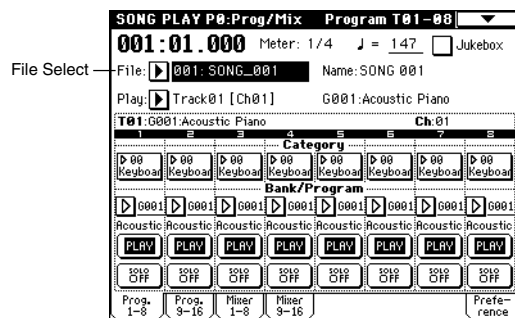 SONG PLAY P0:Prog/Mix Program T01-08
001:01.000 Meter: 1/4 ♩ = 147 Jukebox
File Select File: 001: SONG_001 Name:SONG 001
Play: Track01 [Ch01] G001:Acoustic Piano
T01:G001:Acoustic Piano Ch:01
1 2 3 4 5 6 7 8
Category
00 00 00 00 00 00 00 00
Keyboar Keyboar Keyboar Keyboar Keyboar Keyboar Keyboar Keyboar
Bank/Program
G001 G001 G001 G001 G001 G001 G001 G001
Acoustic Acoustic Acoustic Acoustic Acoustic Acoustic Acoustic Acoustic
PLAY PLAY PLAY PLAY PLAY PLAY PLAY PLAY
SOLO SOLO SOLO SOLO SOLO SOLO SOLO SOLO
OFF OFF OFF OFF OFF OFF OFF OFF
Prog. Prog. Mixer Mixer Prefe-
1-8 9-16 1-8 9-16 rence